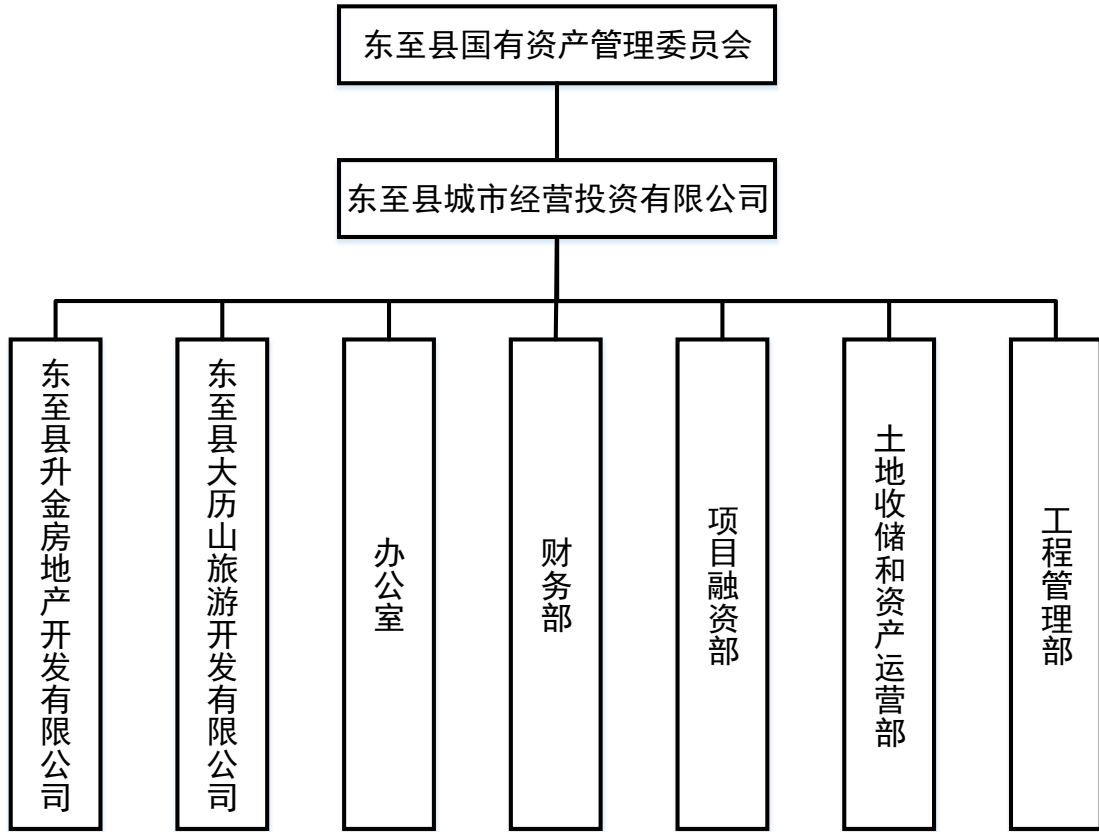 东至县国有资产管理委员会
东至县城市经营投资有限公司
东至县升金房地产开发有限公司
东至县大历山旅游开发有限公司
办公室
财务部
项目融资部
土地收储和资产运营部
工程管理部